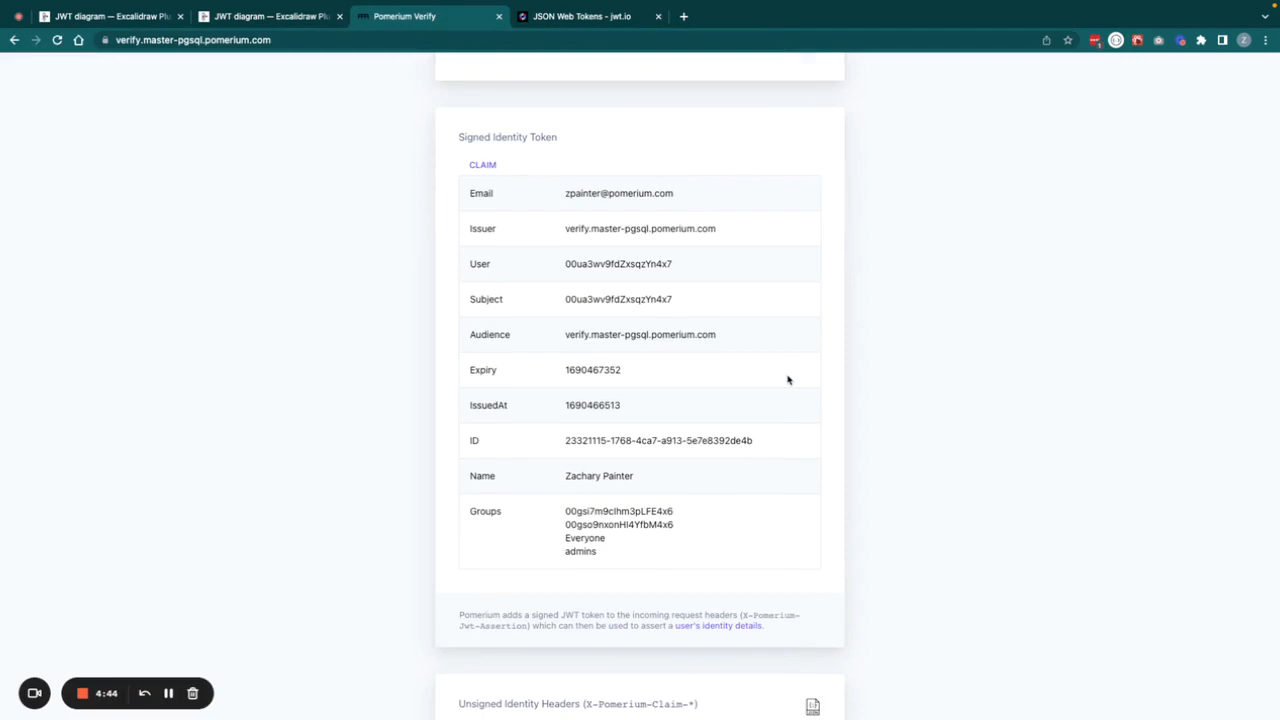 JWT diagram — Excalidraw Plu
JWT diagram — Excalidraw Plu
Pomerium Verify
JSON Web Tokens - jwt.io
verify.master-pgsql.pomerium.com
Signed Identity Token
CLAIM
Email zpainter@pomerium.com
Issuer verify.master-pgsql.pomerium.com
User 00ua3wv9fdZxsqzYn4x7
Subject 00ua3wv9fdZxsqzYn4x7
Audience verify.master-pgsql.pomerium.com
Expiry 1690467352
IssuedAt 1690466513
ID 23321115-1768-4ca7-a913-5e7e8392de4b
Name Zachary Painter
Groups 00gsi7m9clhm3pLFE4x6
00gso9nxonHl4YfbM4x6
Everyone
admins
Pomerium adds a signed JWT token to the incoming request headers (X-Pomerium-
Jwt-Assertion) which can then be used to assert a user's identity details.
4:44
Unsigned Identity Headers (X-Pomerium-Claim-*)